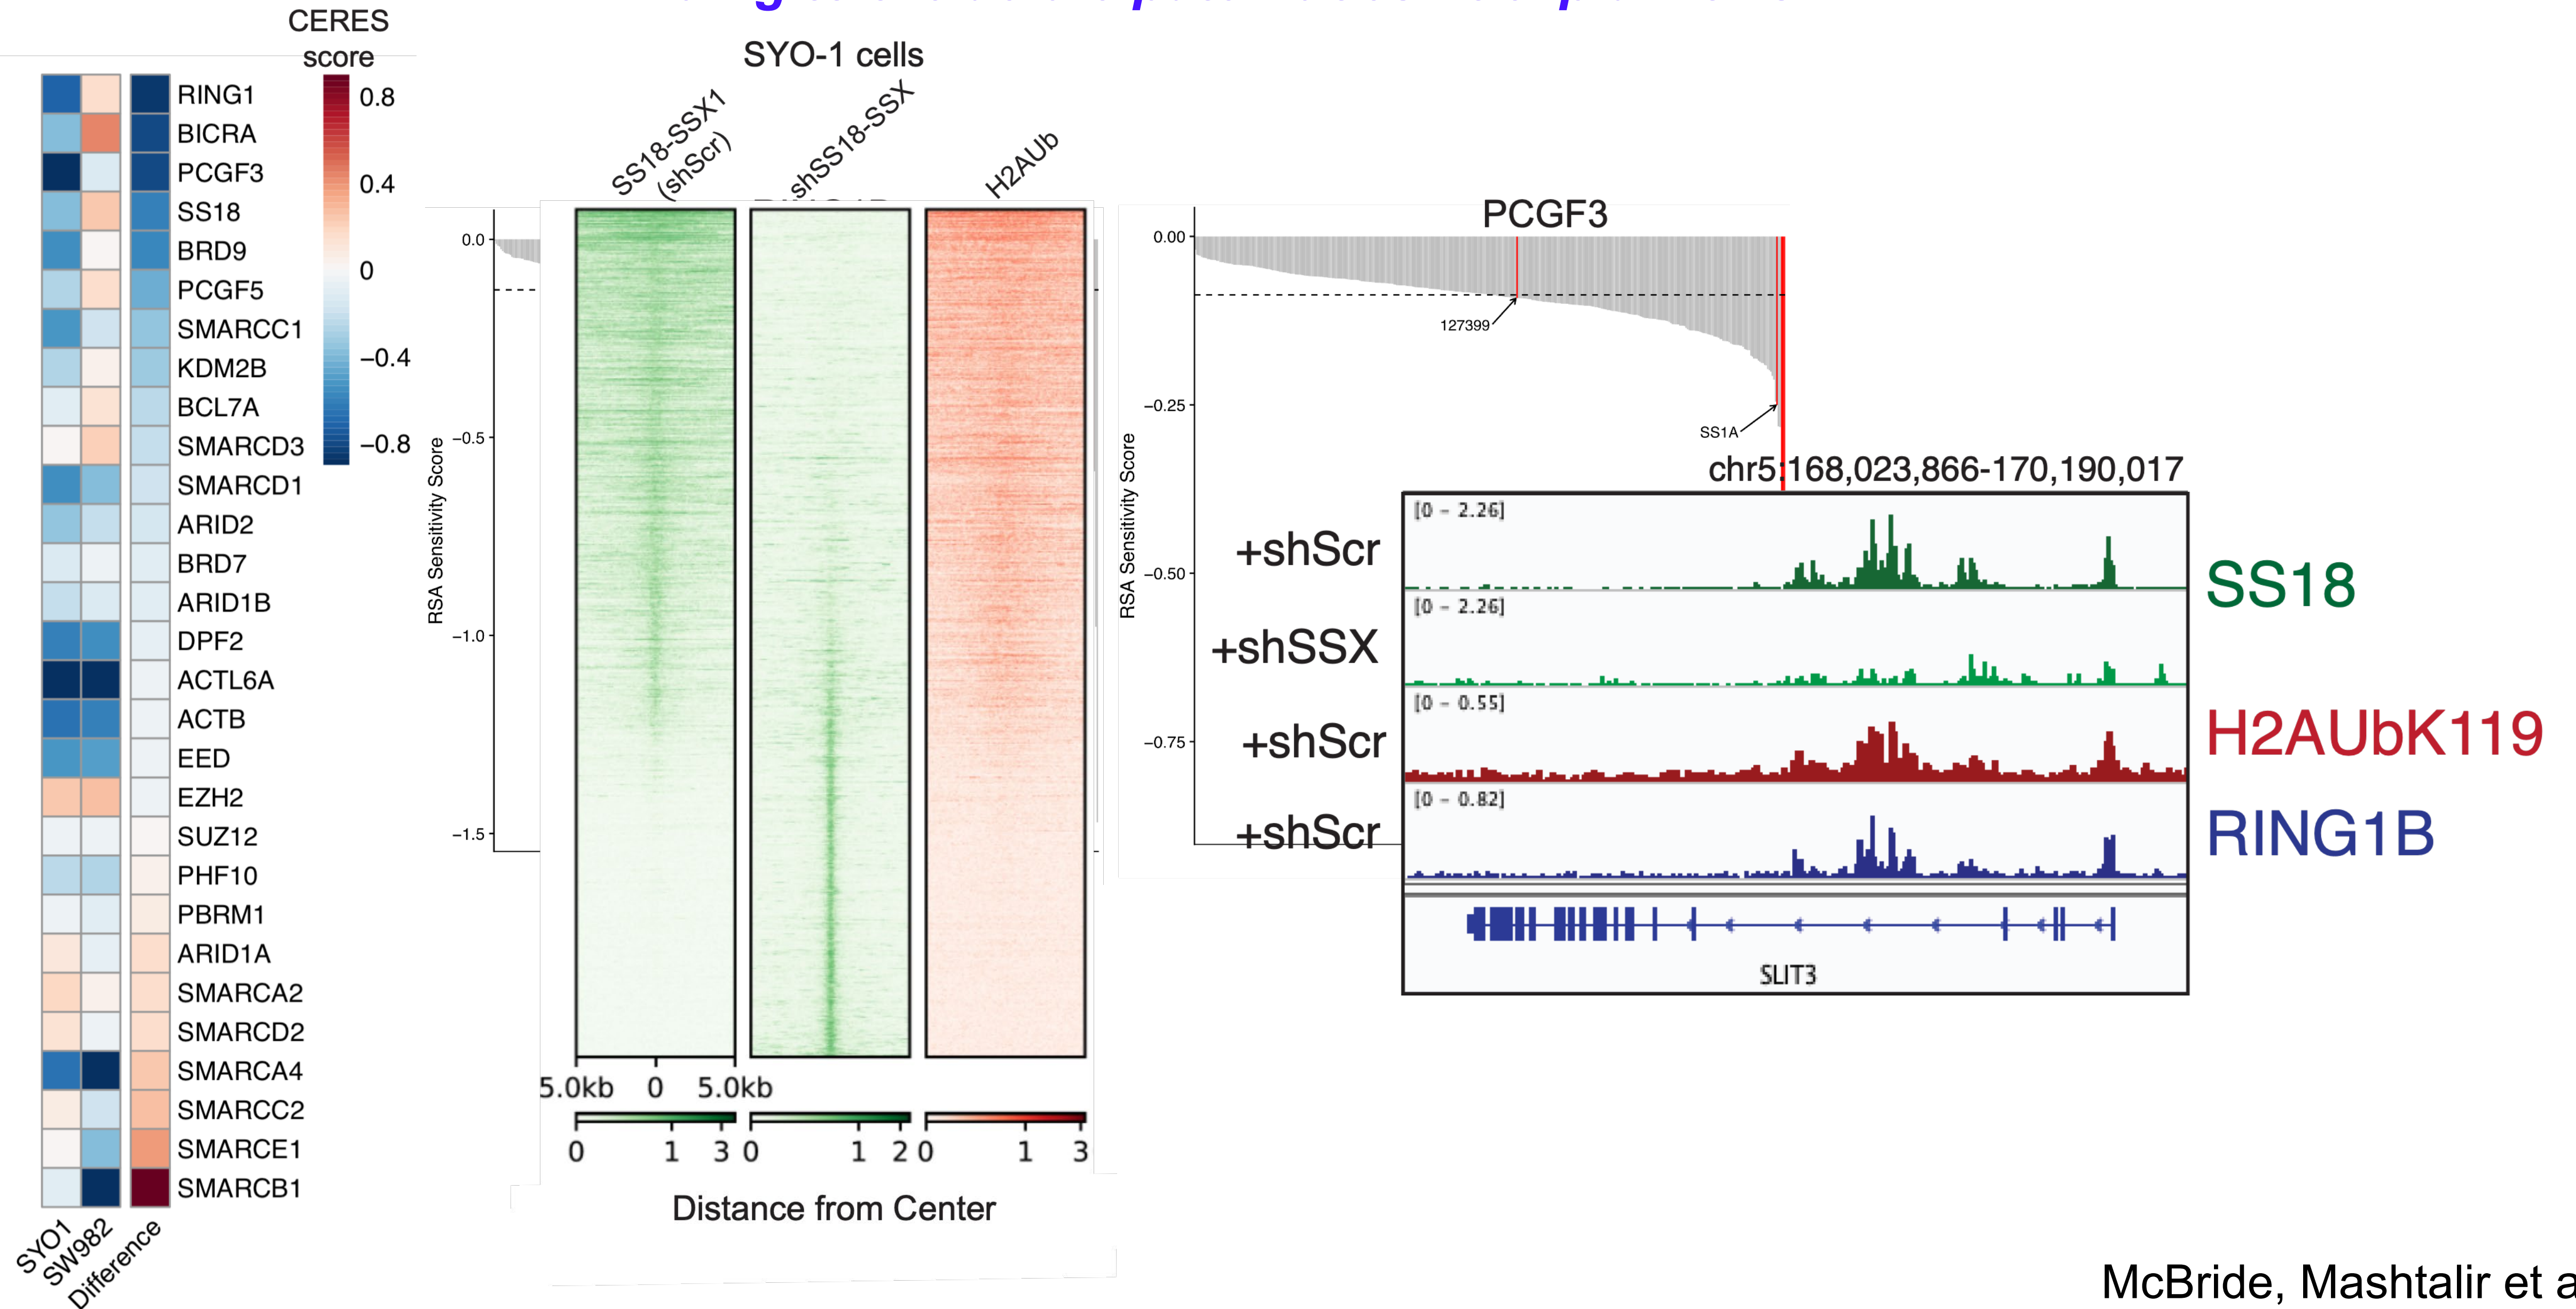 CERES
score
RING1
BICRA
PCGF3
SS18
BRD9
PCGF5
SMARCC1
KDM2B
BCL7A
SMARCD3
SMARCD1
ARID2
BRD7
ARID1B
DPF2
ACTL6A
ACTB
EED
EZH2
SUZ12
PHF10
PBRM1
ARID1A
SMARCA2
SMARCD2
SMARCA4
SMARCC2
SMARCE1
SMARCB1
0.8
0.4
0
−0.4
−0.8
SYO1
SW982
Difference
SYO-1 cells
SS18-SSX1
(shScr)
shSS18-SSX
H2AUb
RSA Sensitivity Score
0.0
−0.5
−1.0
−1.5
5.0kb 0 5.0kb
0 1 3 0 1 2 0 1 3
Distance from Center
PCGF3
RSA Sensitivity Score
0.00
−0.25
−0.50
−0.75
127399
SS1A
chr5:168,023,866-170,190,017
+shScr
[0 - 2.26]
SS18
+shSSX
[0 - 2.26]
+shScr
[0 - 0.55]
H2AUbK119
+shScr
[0 - 0.82]
RING1B
SLIT3
McBride, Mashtalir et a